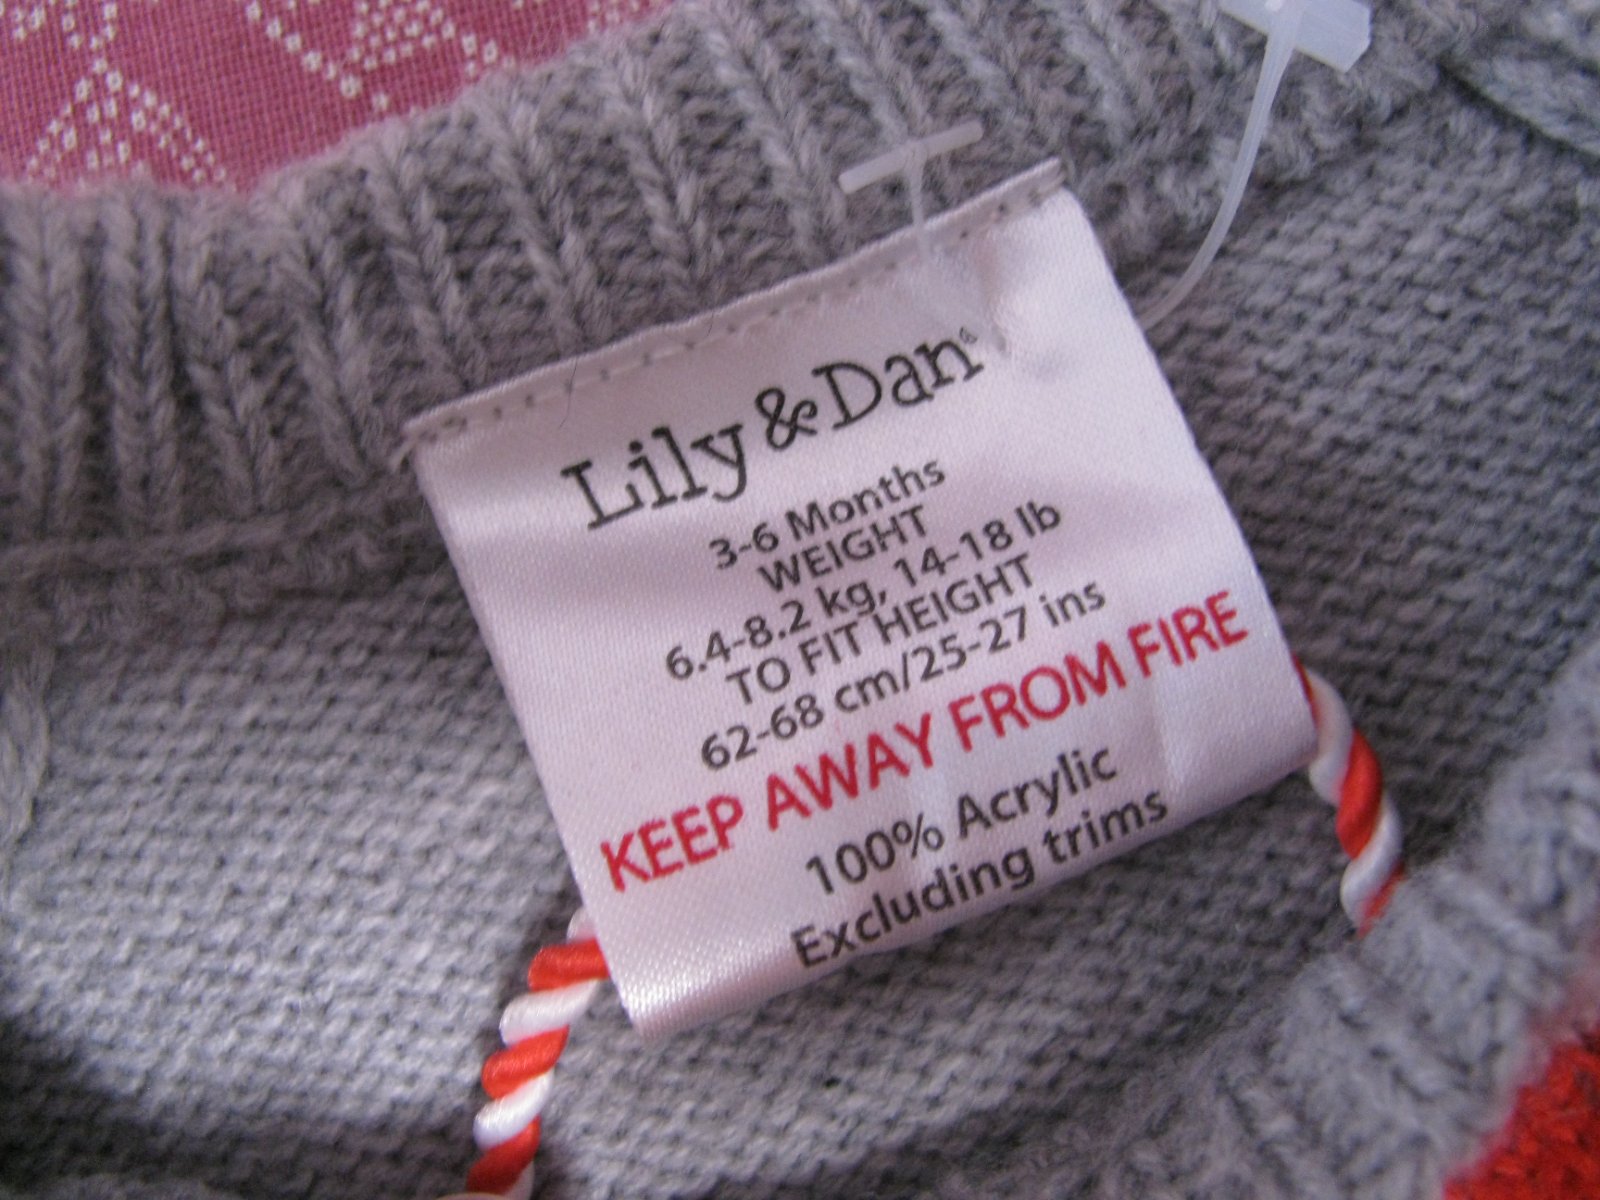 Lily & Dan
3-6 Months
WEIGHT
6.4-8.2 kg, 14-18 lb
TO FIT HEIGHT
62-68 cm/25-27 ins
KEEP AWAY FROM FIRE
100% Acrylic
Excluding trims